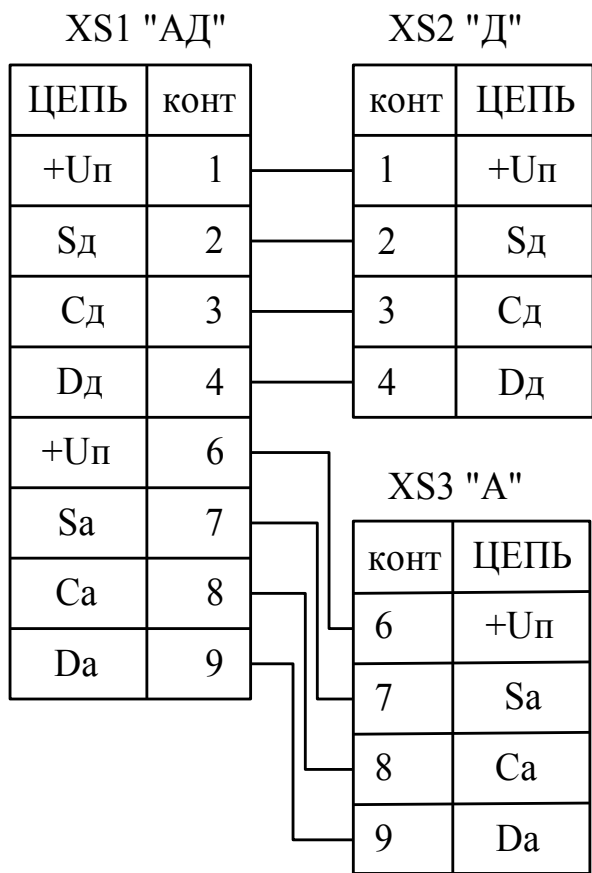 XS1 "АД"
ЦЕПЬ конт
+Uп 1
Sд 2
Сд 3
Dд 4
+Uп 6
Sa 7
Ca 8
Da 9
XS2 "Д"
конт ЦЕПЬ
1 +Uп
2 Sд
3 Сд
4 Dд
XS3 "А"
конт ЦЕПЬ
6 +Uп
7 Sa
8 Ca
9 Da